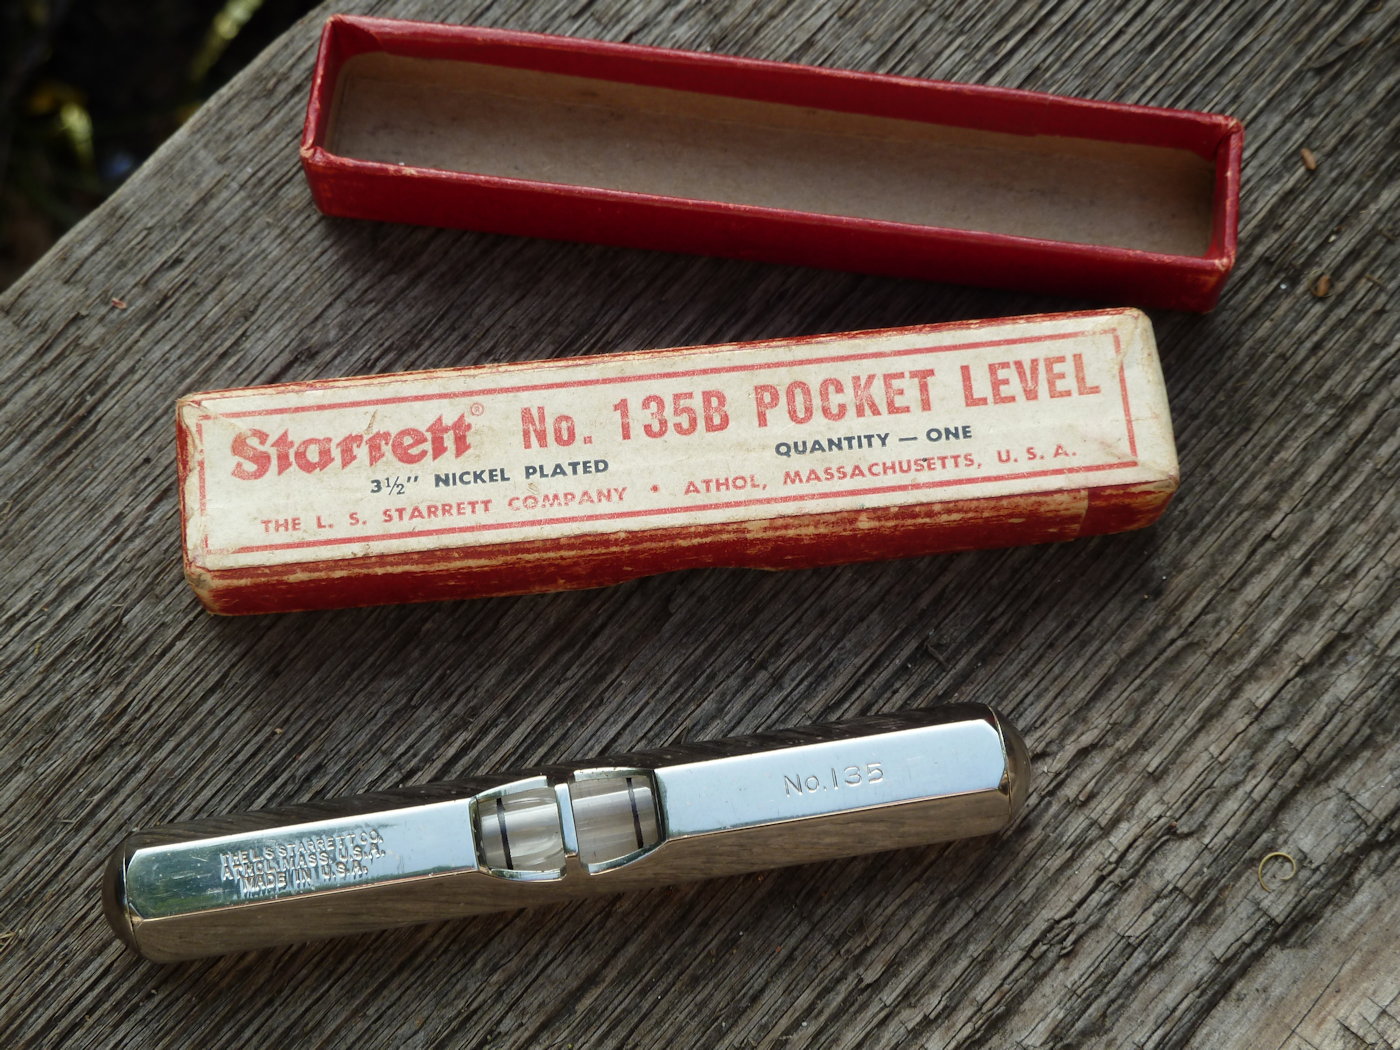 Starrett® No. 135B POCKET LEVEL
3½" NICKEL PLATED QUANTITY — ONE
THE L. S. STARRETT COMPANY • ATHOL, MASSACHUSETTS, U. S. A.
No.135
THE L.S.STARRETT CO.
ATHOL,MASS.,U.S.A.
MADE IN U.S.A.